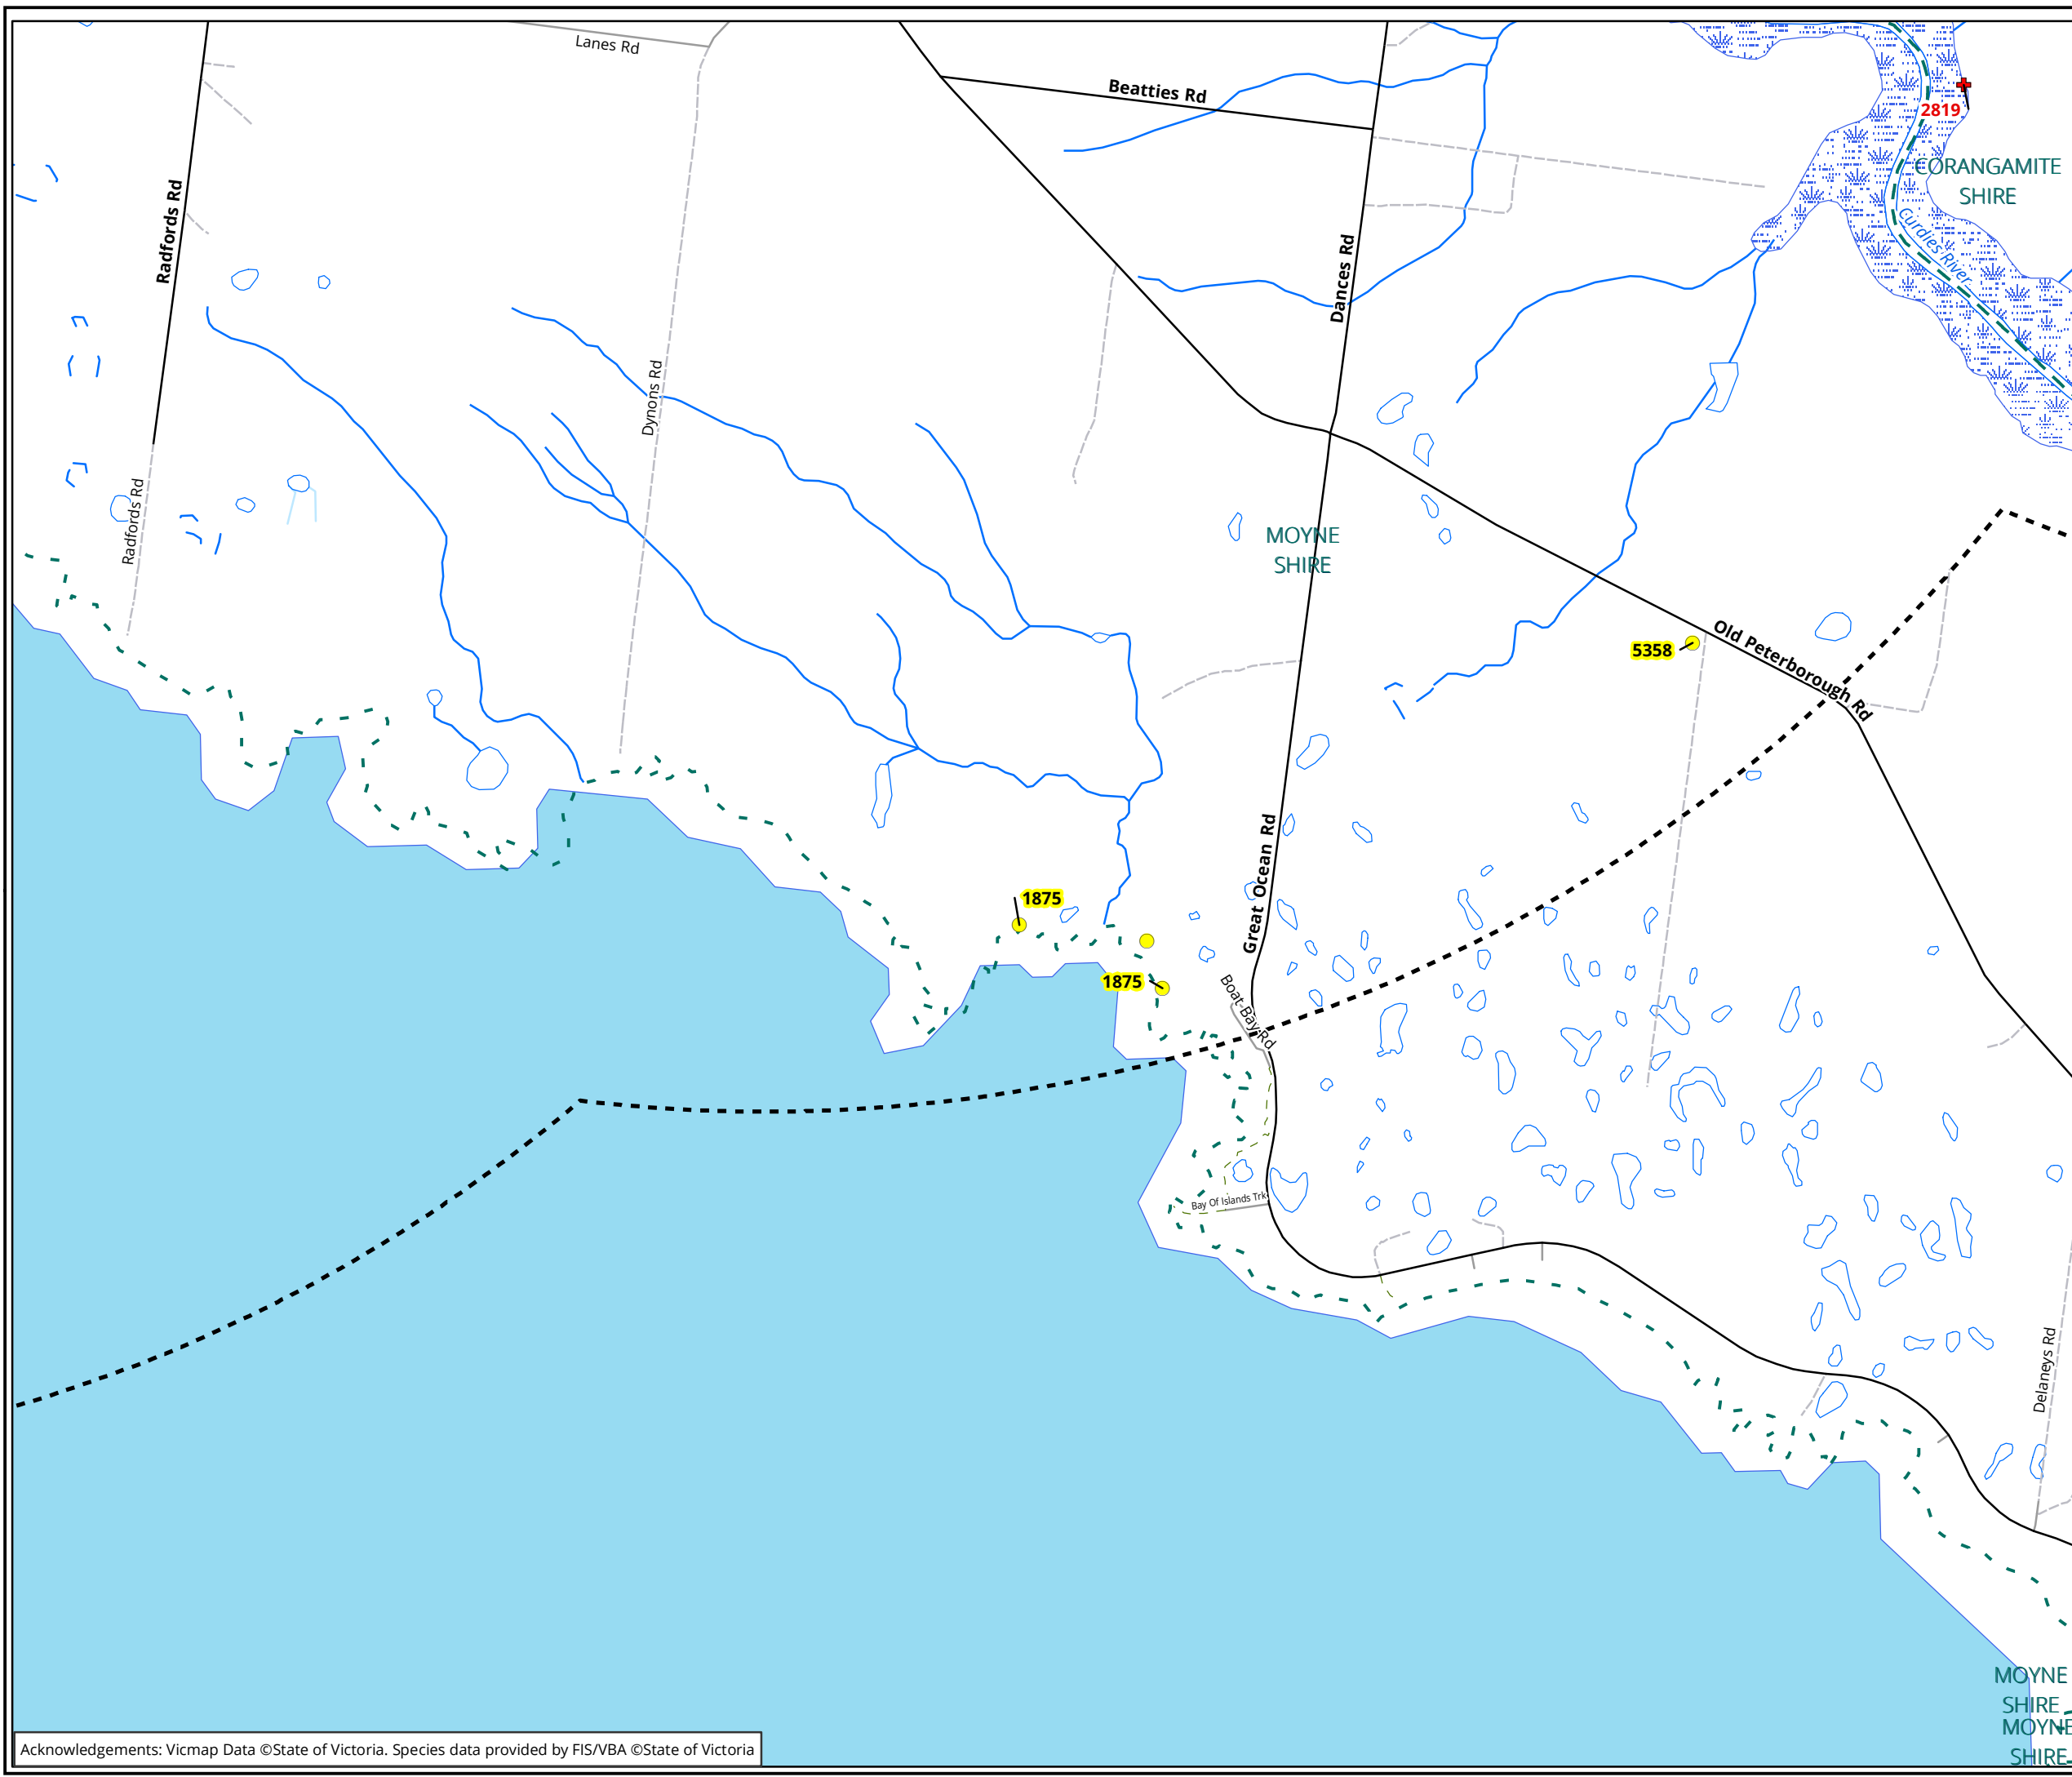 Lanes Rd
Beatties Rd
2819
CORANGAMITE
SHIRE
Radfords Rd
Curdies River
Dances Rd
Dynons Rd
Radfords Rd
MOYNE
SHIRE
5358
Old Peterborough Rd
Great Ocean Rd
1875
1875
Boat-Bay-Rd
Bay Of Islands Trk
Delaneys Rd
MOYNE
SHIRE
MOYNE
SHIRE
Acknowledgements: Vicmap Data ©State of Victoria. Species data provided by FIS/VBA ©State of Victoria